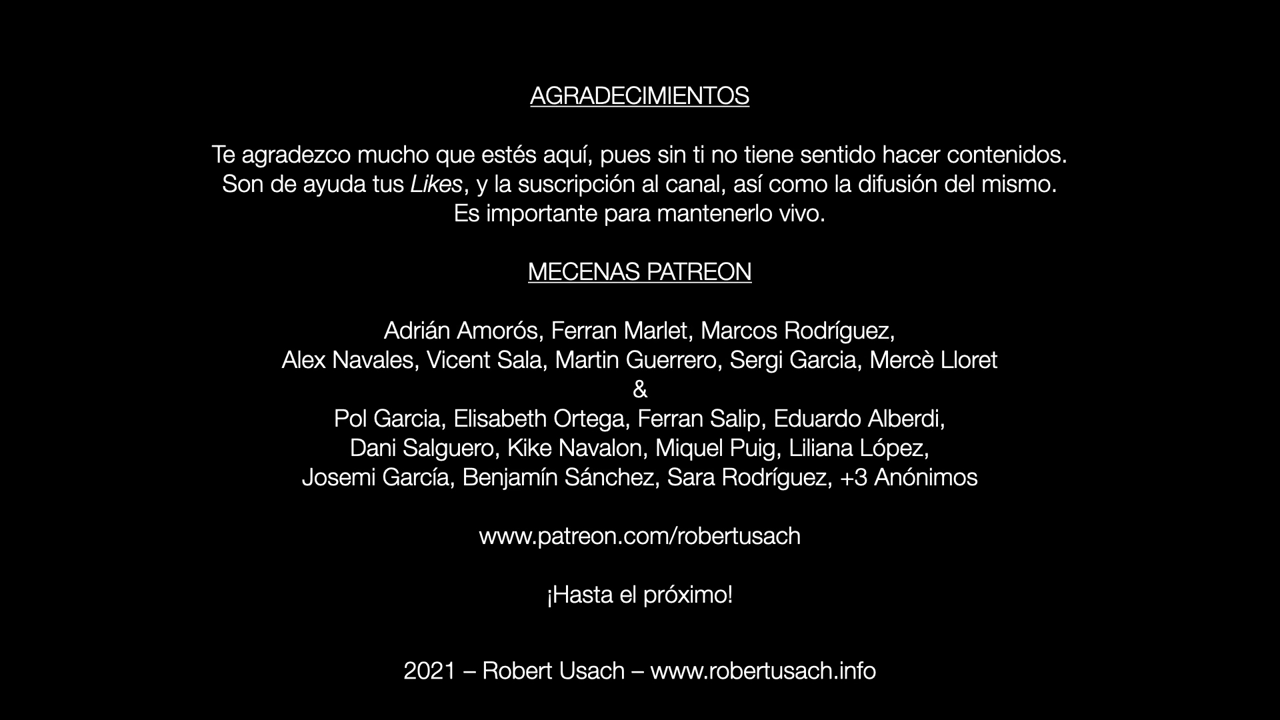 AGRADECIMIENTOS
Te agradezco mucho que estés aquí, pues sin ti no tiene sentido hacer contenidos.
Son de ayuda tus Likes, y la suscripción al canal, así como la difusión del mismo.
Es importante para mantenerlo vivo.
MECENAS PATREON
Adrián Amorós, Ferran Marlet, Marcos Rodríguez,
Alex Navales, Vicent Sala, Martin Guerrero, Sergi Garcia, Mercè Lloret
&
Pol Garcia, Elisabeth Ortega, Ferran Salip, Eduardo Alberdi,
Dani Salguero, Kike Navalon, Miquel Puig, Liliana López,
Josemi García, Benjamín Sánchez, Sara Rodríguez, +3 Anónimos
www.patreon.com/robertusach
¡Hasta el próximo!
2021 – Robert Usach – www.robertusach.info